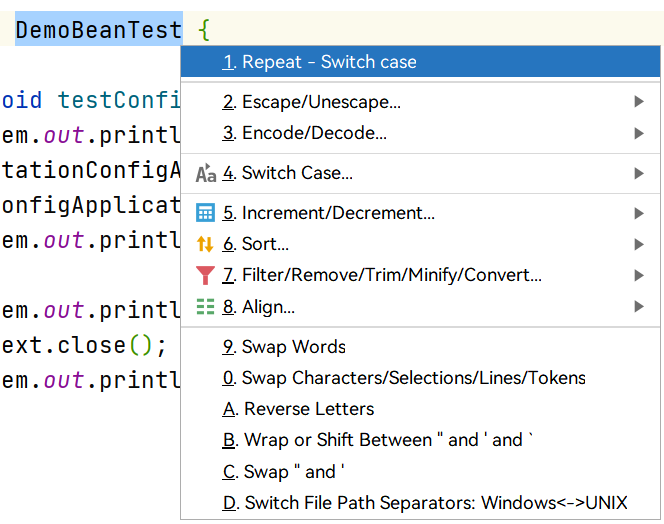 DemoBeanTest {
1. Repeat - Switch case
2. Escape/Unescape...
oid testConfi
em.out.printl
3. Encode/Decode...
tationConfigA
4. Switch Case...
onfigApplicat
5. Increment/Decrement...
em.out.printl
6. Sort...
7. Filter/Remove/Trim/Minify/Convert...
em.out.printl
8. Align...
ext.close();
9. Swap Words
em.out.printl
0. Swap Characters/Selections/Lines/Tokens
A. Reverse Letters
B. Wrap or Shift Between " and ' and `
C. Swap " and '
D. Switch File Path Separators: Windows<->UNIX